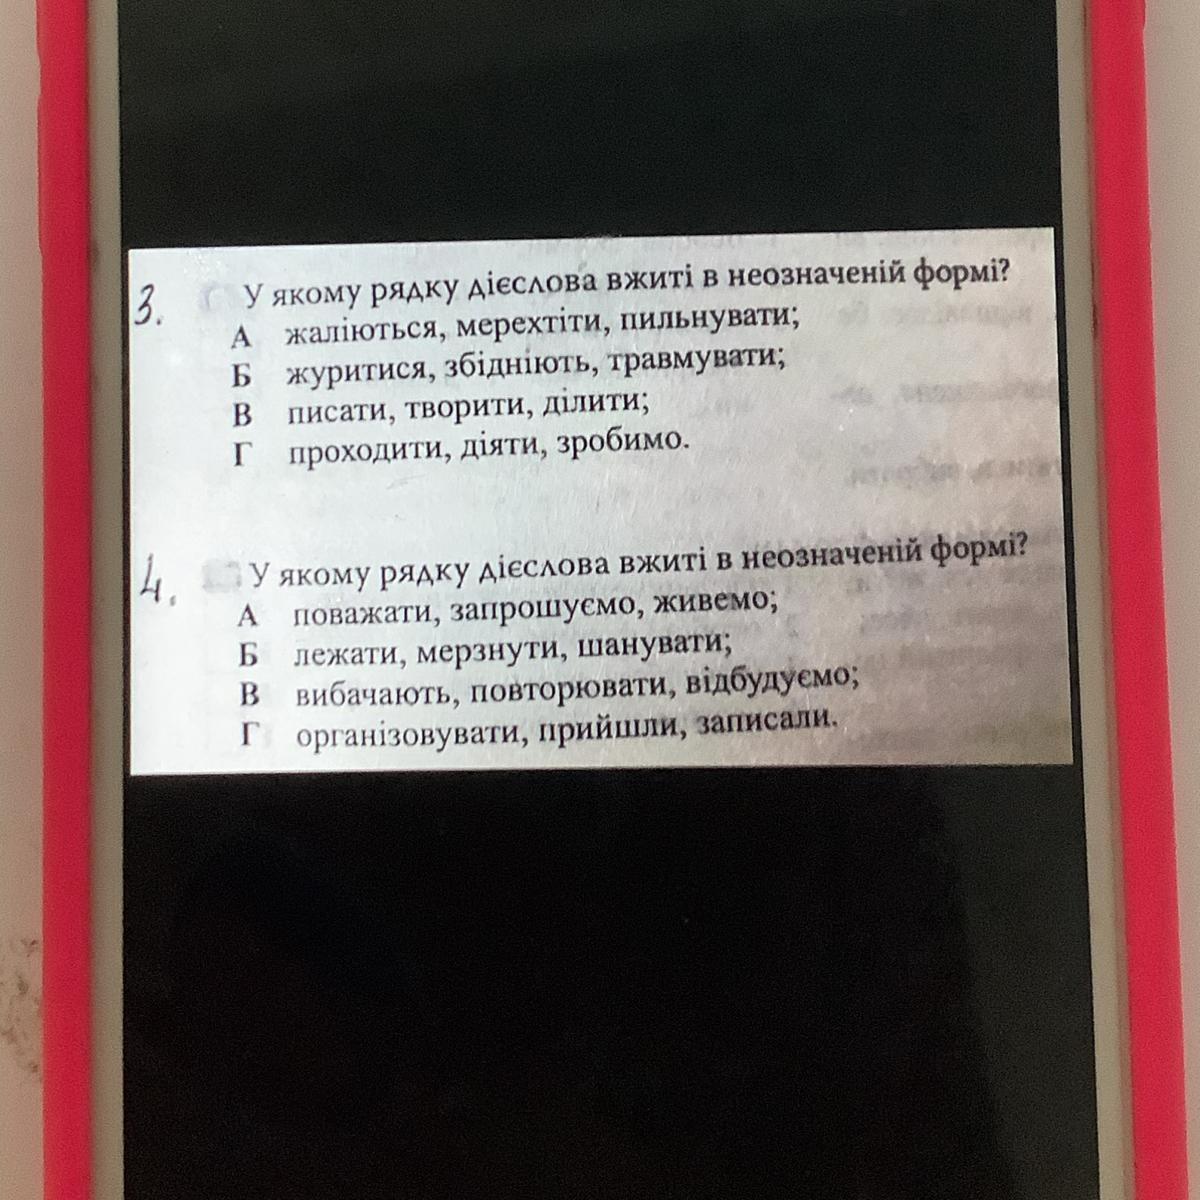 3. У якому рядку дієслова вжиті в неозначеній формі?
А жаліються, мерехтіти, пильнувати;
Б журитися, збідніють, травмувати;
В писати, творити, ділити;
Г проходити, діяти, зробимо.
4. У якому рядку дієслова вжиті в неозначеній формі?
А поважати, запрошуємо, живемо;
Б лежати, мерзнути, шанувати;
В вибачають, повторювати, відбудуємо;
Г організовувати, прийшли, записали.